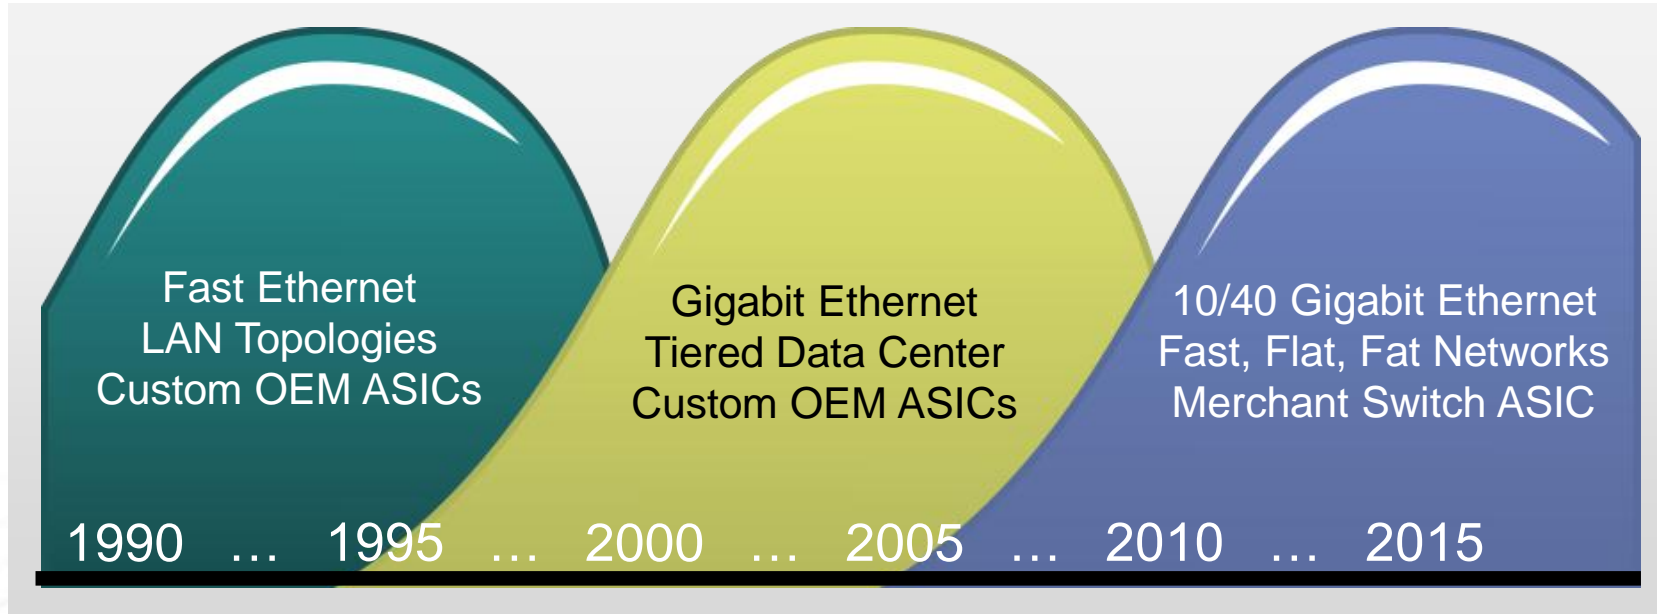 Fast Ethernet
LAN Topologies
Custom OEM ASICs
Gigabit Ethernet
Tiered Data Center
Custom OEM ASICs
10/40 Gigabit Ethernet
Fast, Flat, Fat Networks
Merchant Switch ASIC
1990 ... 1995 ... 2000 ... 2005 ... 2010 ... 2015